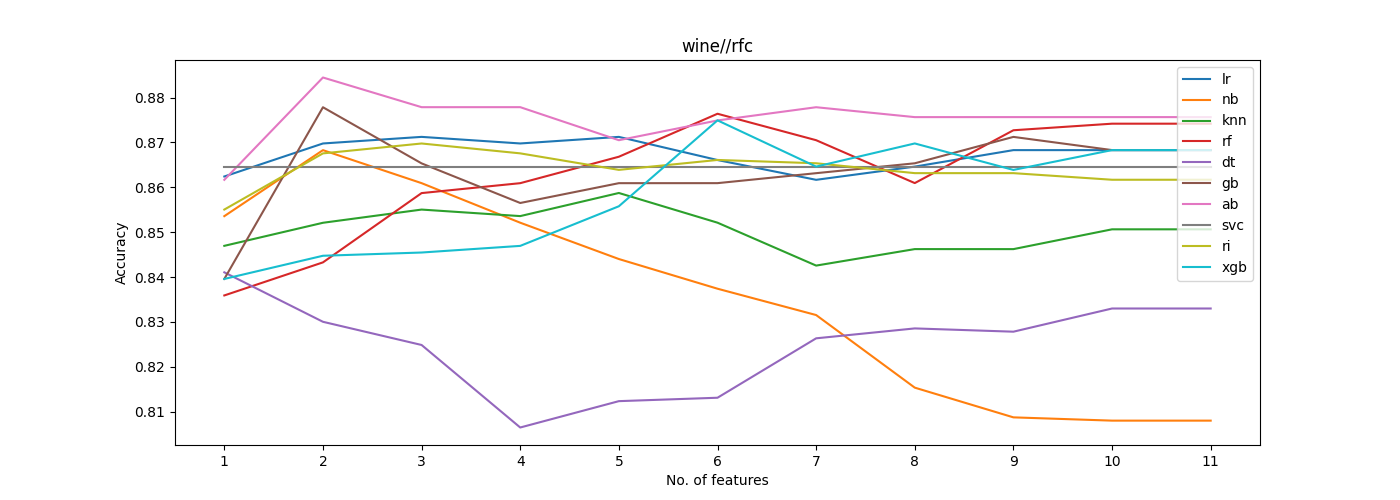 wine//rfc
Accuracy
0.88
0.87
0.86
0.85
0.84
0.83
0.82
0.81
lr
nb
knn
rf
dt
gb
ab
svc
ri
xgb
1 2 3 4 5 6 7 8 9 10 11
No. of features